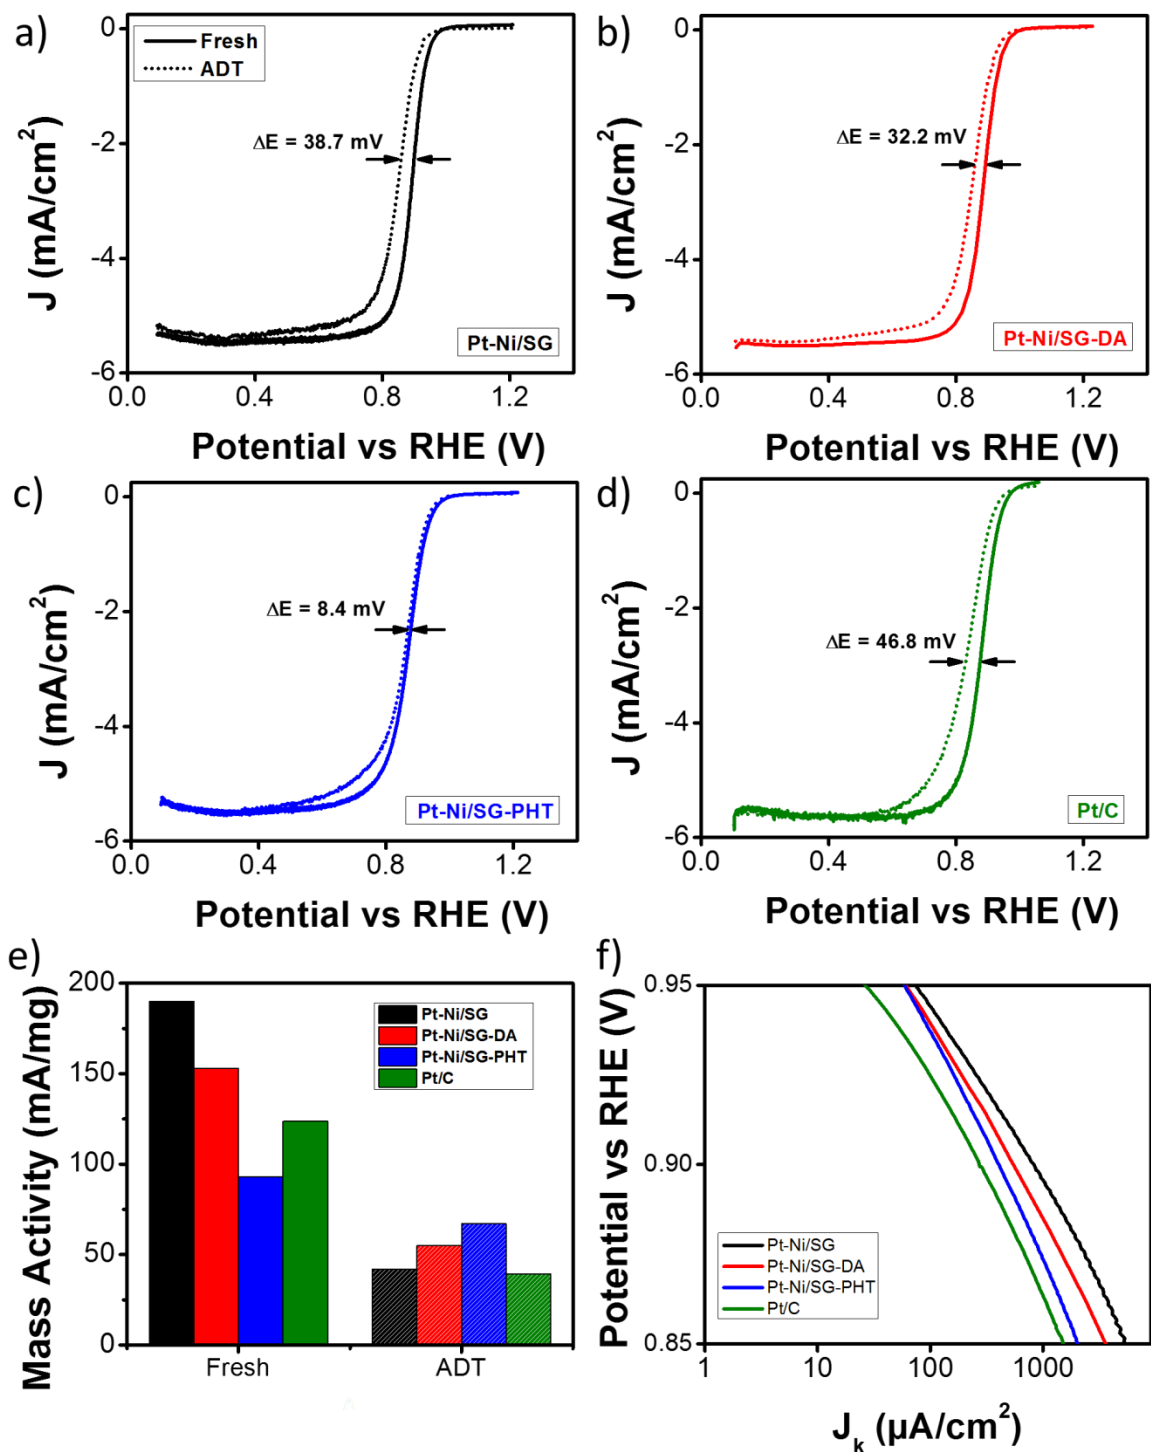 a)
0
-2
-4
-6
0.0
0.4
0.8
1.2
J (mA/cm²)
Potential vs RHE (V)
Fresh
ADT
ΔE = 38.7 mV
Pt-Ni/SG
b)
0
-2
-4
-6
0.0
0.4
0.8
1.2
J (mA/cm²)
Potential vs RHE (V)
ΔE = 32.2 mV
Pt-Ni/SG-DA
c)
0
-2
-4
-6
0.0
0.4
0.8
1.2
J (mA/cm²)
Potential vs RHE (V)
ΔE = 8.4 mV
Pt-Ni/SG-PHT
d)
0
-2
-4
-6
0.0
0.4
0.8
1.2
J (mA/cm²)
Potential vs RHE (V)
ΔE = 46.8 mV
Pt/C
e)
200
150
100
50
0
Mass Activity (mA/mg)
Pt-Ni/SG
Pt-Ni/SG-DA
Pt-Ni/SG-PHT
Pt/C
Fresh
ADT
f)
0.95
0.90
0.85
Potential vs RHE (V)
Pt-Ni/SG
Pt-Ni/SG-DA
Pt-Ni/SG-PHT
Pt/C
1
10
100
1000
Jₖ (μA/cm²)